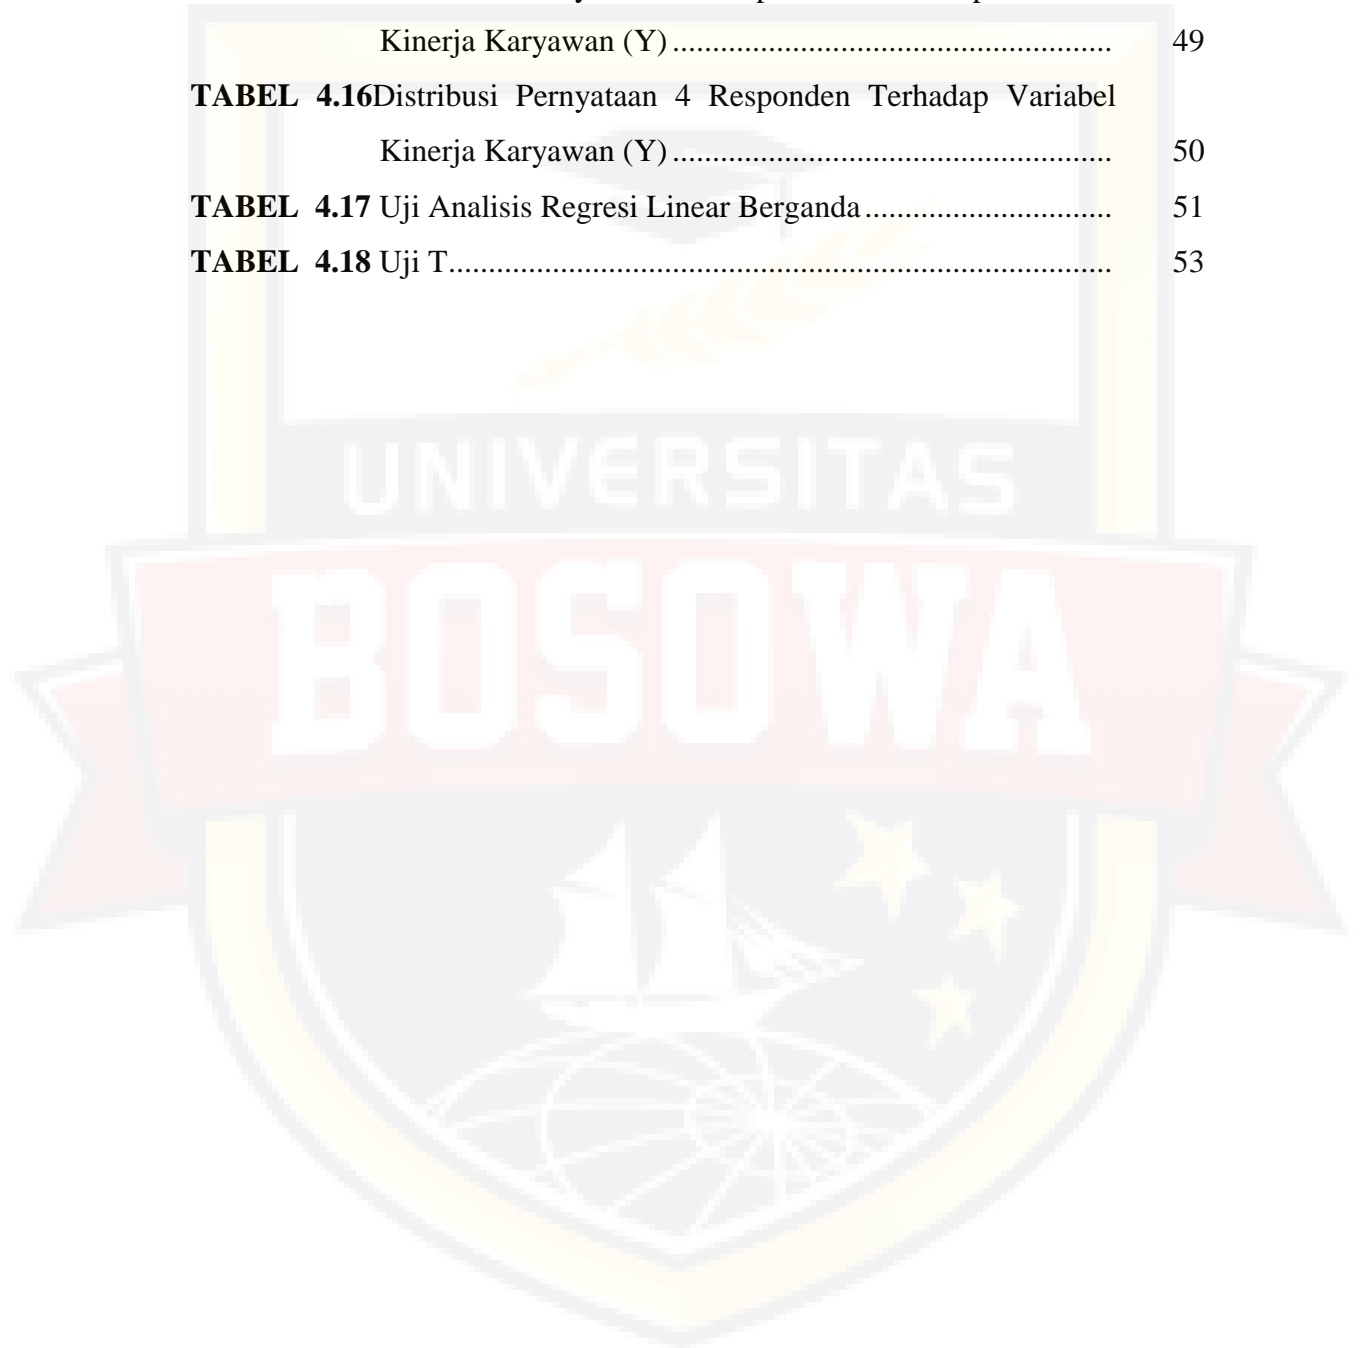 Kinerja Karyawan (Y) ....................................................... 49
TABEL 4.16Distribusi Pernyataan 4 Responden Terhadap Variabel
Kinerja Karyawan (Y) ....................................................... 50
TABEL 4.17 Uji Analisis Regresi Linear Berganda ............................... 51
TABEL 4.18 Uji T................................................................................... 53
UNIVERSITAS
BOSOWA